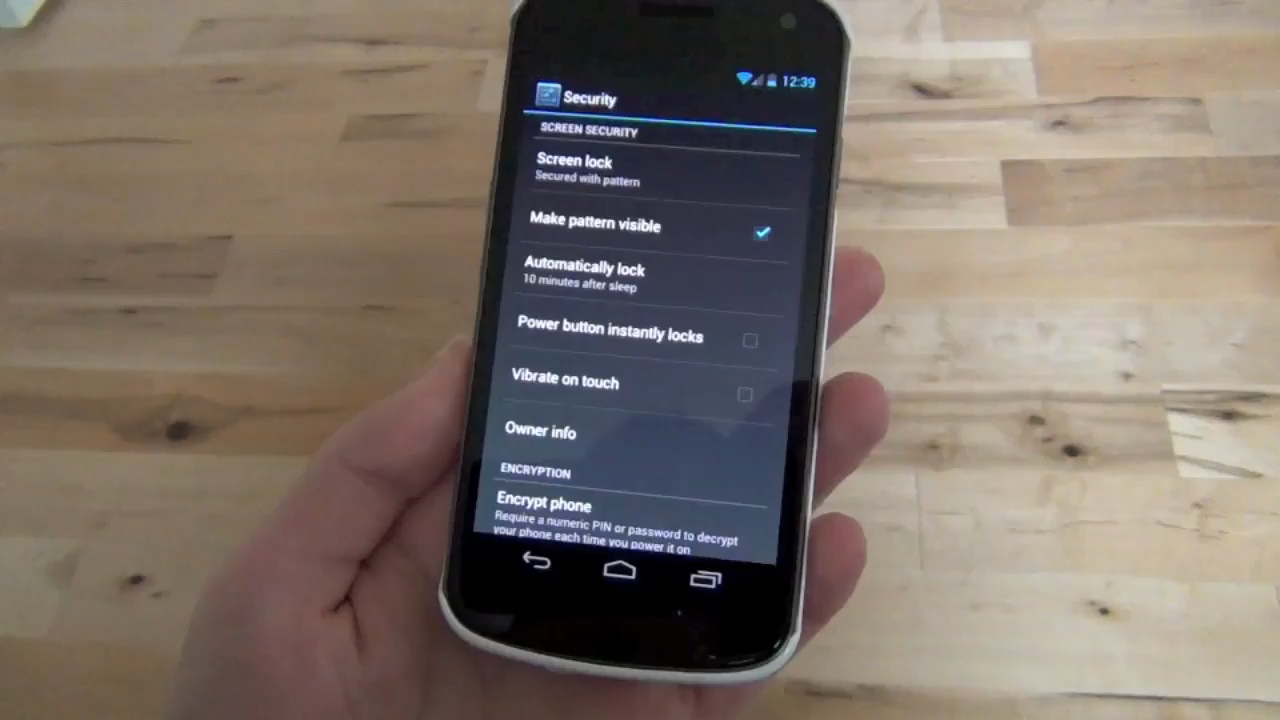 12:39
Security
SCREEN SECURITY
Screen lock
Secured with pattern
Make pattern visible
Automatically lock
10 minutes after sleep
Power button instantly locks
Vibrate on touch
Owner info
ENCRYPTION
Encrypt phone
Require a numeric PIN or password to decrypt
your phone each time you power it on